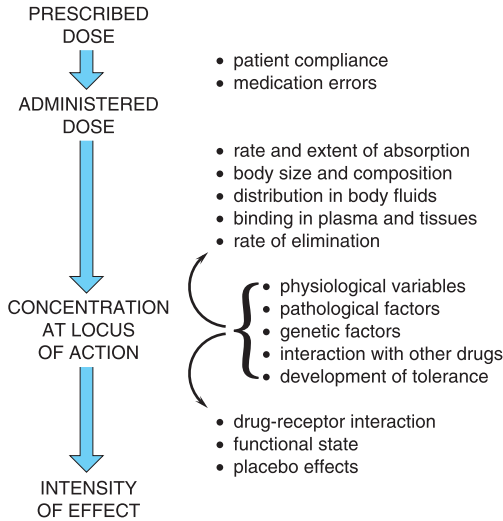 PRESCRIBED
DOSE
• patient compliance
• medication errors
ADMINISTERED
DOSE
• rate and extent of absorption
• body size and composition
• distribution in body fluids
• binding in plasma and tissues
• rate of elimination
• physiological variables
• pathological factors
• genetic factors
• interaction with other drugs
• development of tolerance
CONCENTRATION
AT LOCUS
OF ACTION
• drug-receptor interaction
• functional state
• placebo effects
INTENSITY
OF EFFECT